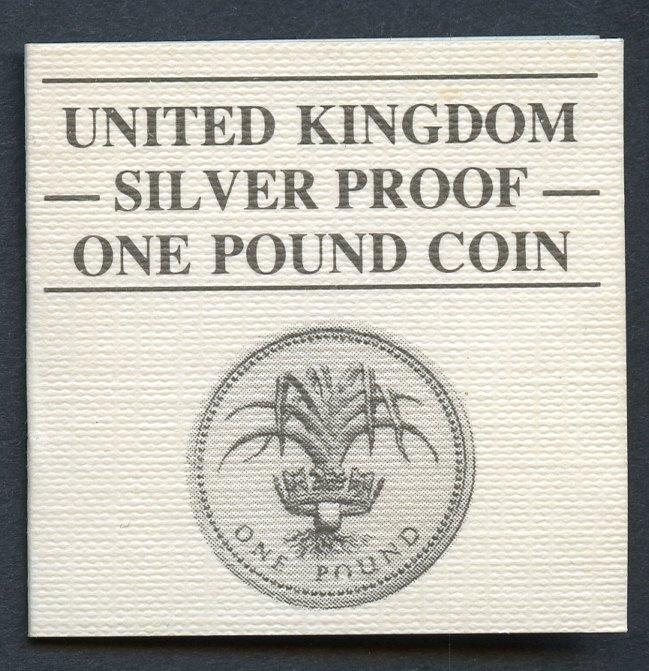 UNITED KINGDOM
— SILVER PROOF —
ONE POUND COIN
ONE POUND